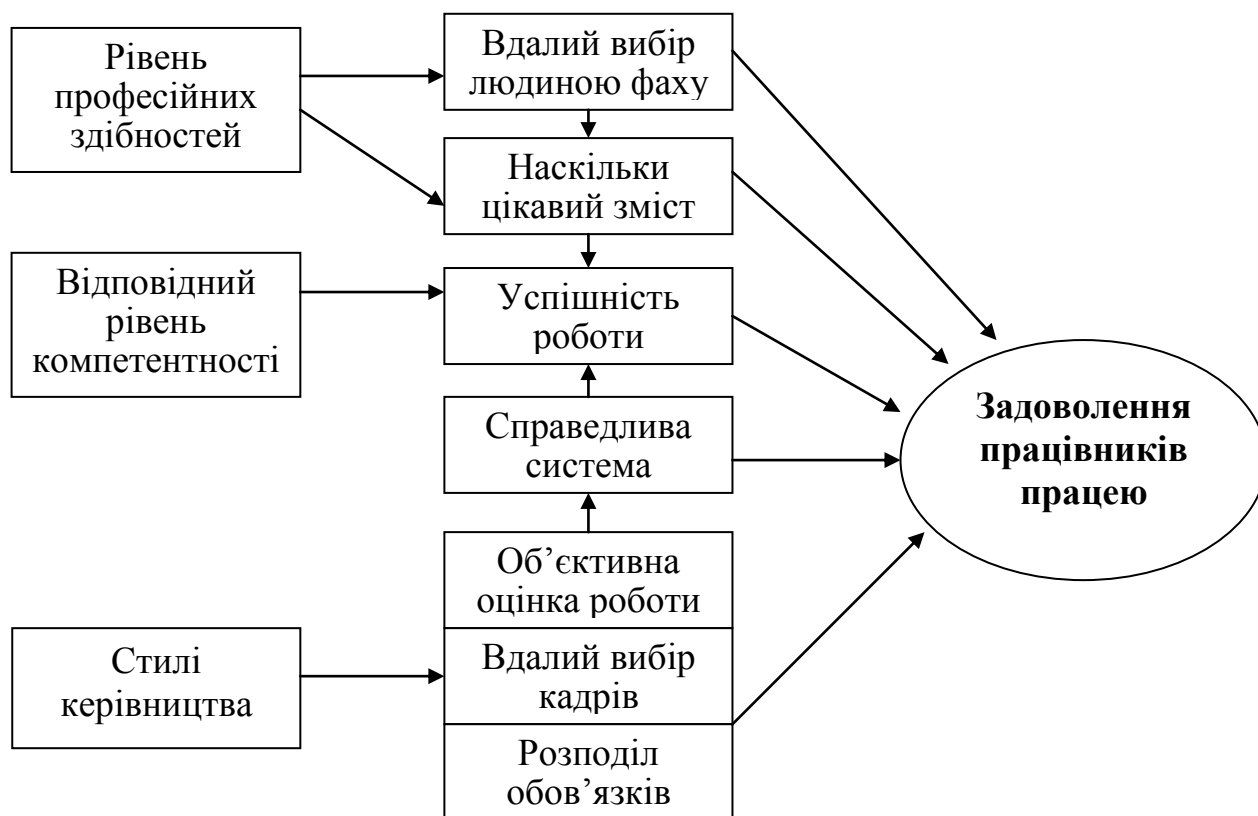 Рівень
професійних
здібностей
Вдалий вибір
людиною фаху
Наскільки
цікавий зміст
Відповідний
рівень
компетентності
Успішність
роботи
Справедлива
система
Об’єктивна
оцінка роботи
Стилі
керівництва
Вдалий вибір
кадрів
Розподіл
обов’язків
Задоволення
працівників
працею